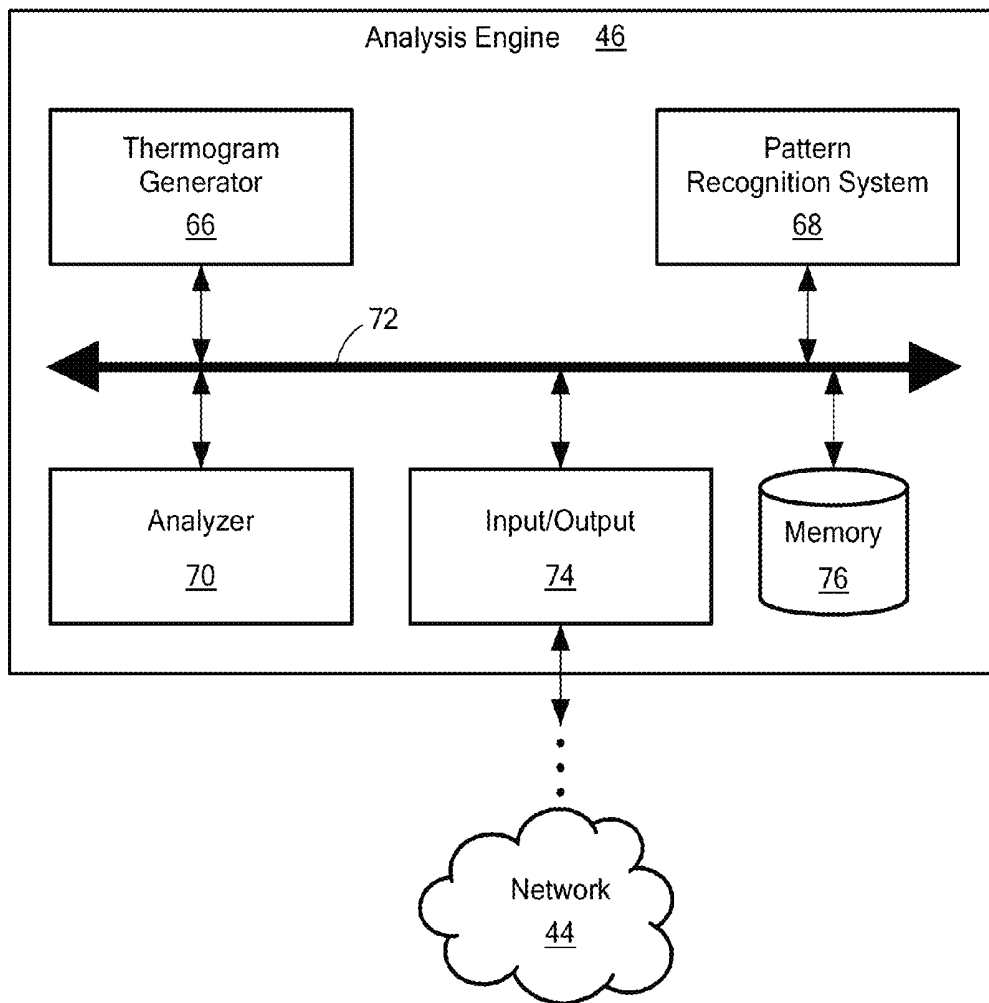 Analysis Engine 46
Thermogram
Generator
66
Pattern
Recognition System
68
72
Analyzer
70
Input/Output
74
Memory
76
Network
44